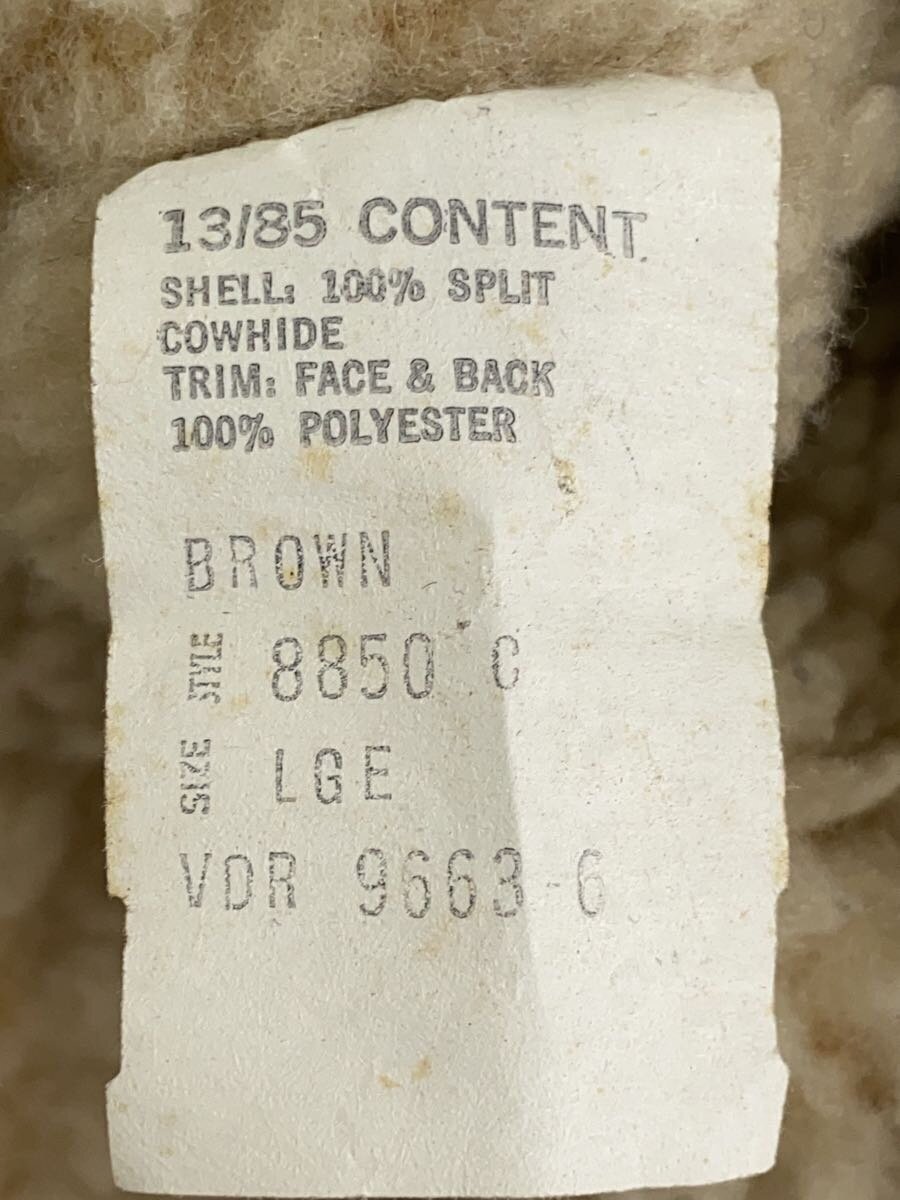 13/85 CONTENT
SHELL: 100% SPLIT
COWHIDE
TRIM: FACE & BACK
100% POLYESTER
BROWN
STYLE 8850 C
SIZE LGE
VDR 9663-6